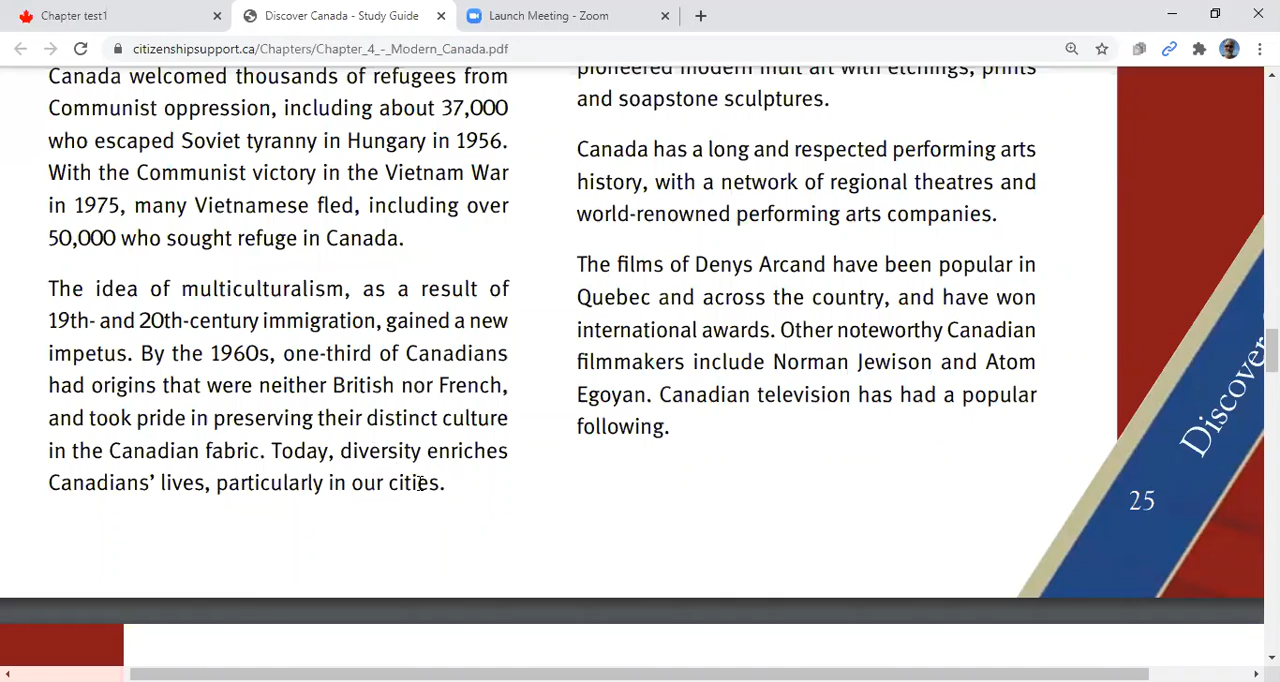 Chapter test1
Discover Canada - Study Guide
Launch Meeting - Zoom
citizenshipsupport.ca/Chapters/Chapter_4_-_Modern_Canada.pdf
Canada welcomed thousands of refugees from
Communist oppression, including about 37,000
who escaped Soviet tyranny in Hungary in 1956.
With the Communist victory in the Vietnam War
in 1975, many Vietnamese fled, including over
50,000 who sought refuge in Canada.
The idea of multiculturalism, as a result of
19th- and 20th-century immigration, gained a new
impetus. By the 1960s, one-third of Canadians
had origins that were neither British nor French,
and took pride in preserving their distinct culture
in the Canadian fabric. Today, diversity enriches
Canadians’ lives, particularly in our cities.
pioneered modern Inuit art with etchings, prints
and soapstone sculptures.
Canada has a long and respected performing arts
history, with a network of regional theatres and
world-renowned performing arts companies.
The films of Denys Arcand have been popular in
Quebec and across the country, and have won
international awards. Other noteworthy Canadian
filmmakers include Norman Jewison and Atom
Egoyan. Canadian television has had a popular
following.
Discover
25